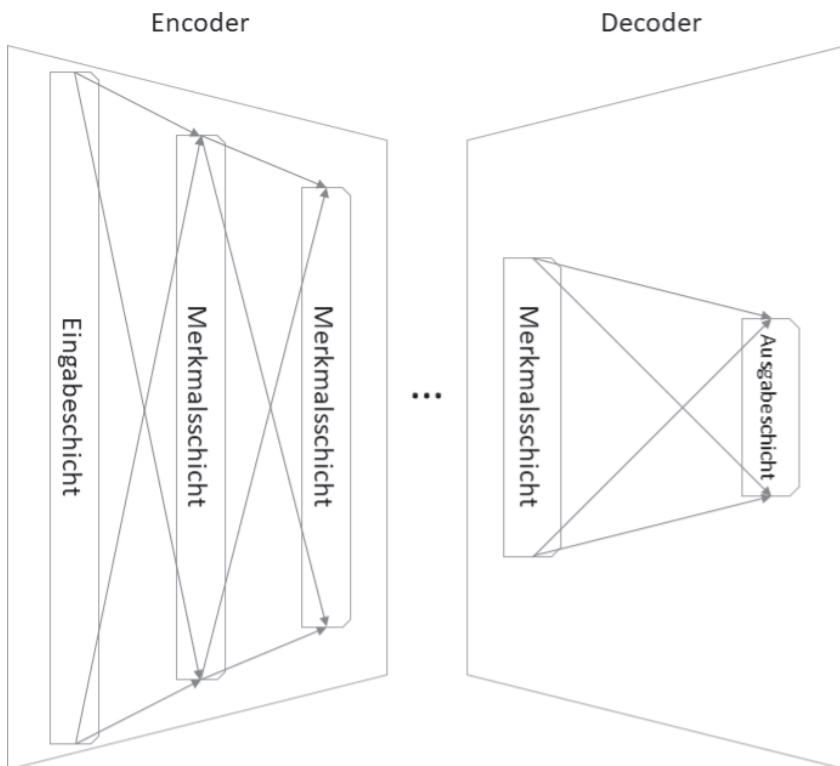 Encoder
Decoder
Eingabeschicht
Merkmalsschicht
Merkmalsschicht
...
Merkmalsschicht
Ausgabeschicht